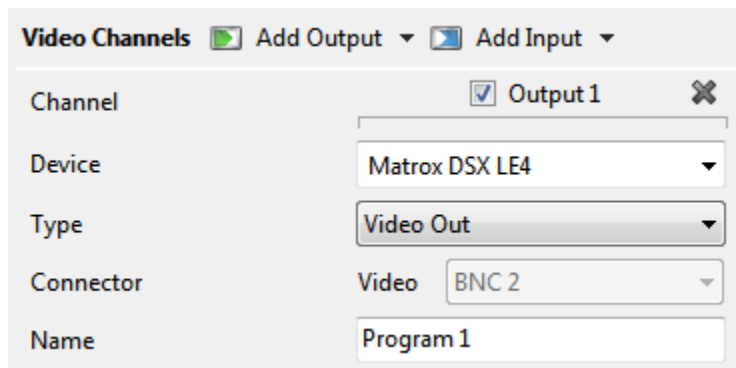 Video Channels Add Output Add Input
Channel Output 1
Device Matrox DSX LE4
Type Video Out
Connector Video BNC 2
Name Program 1